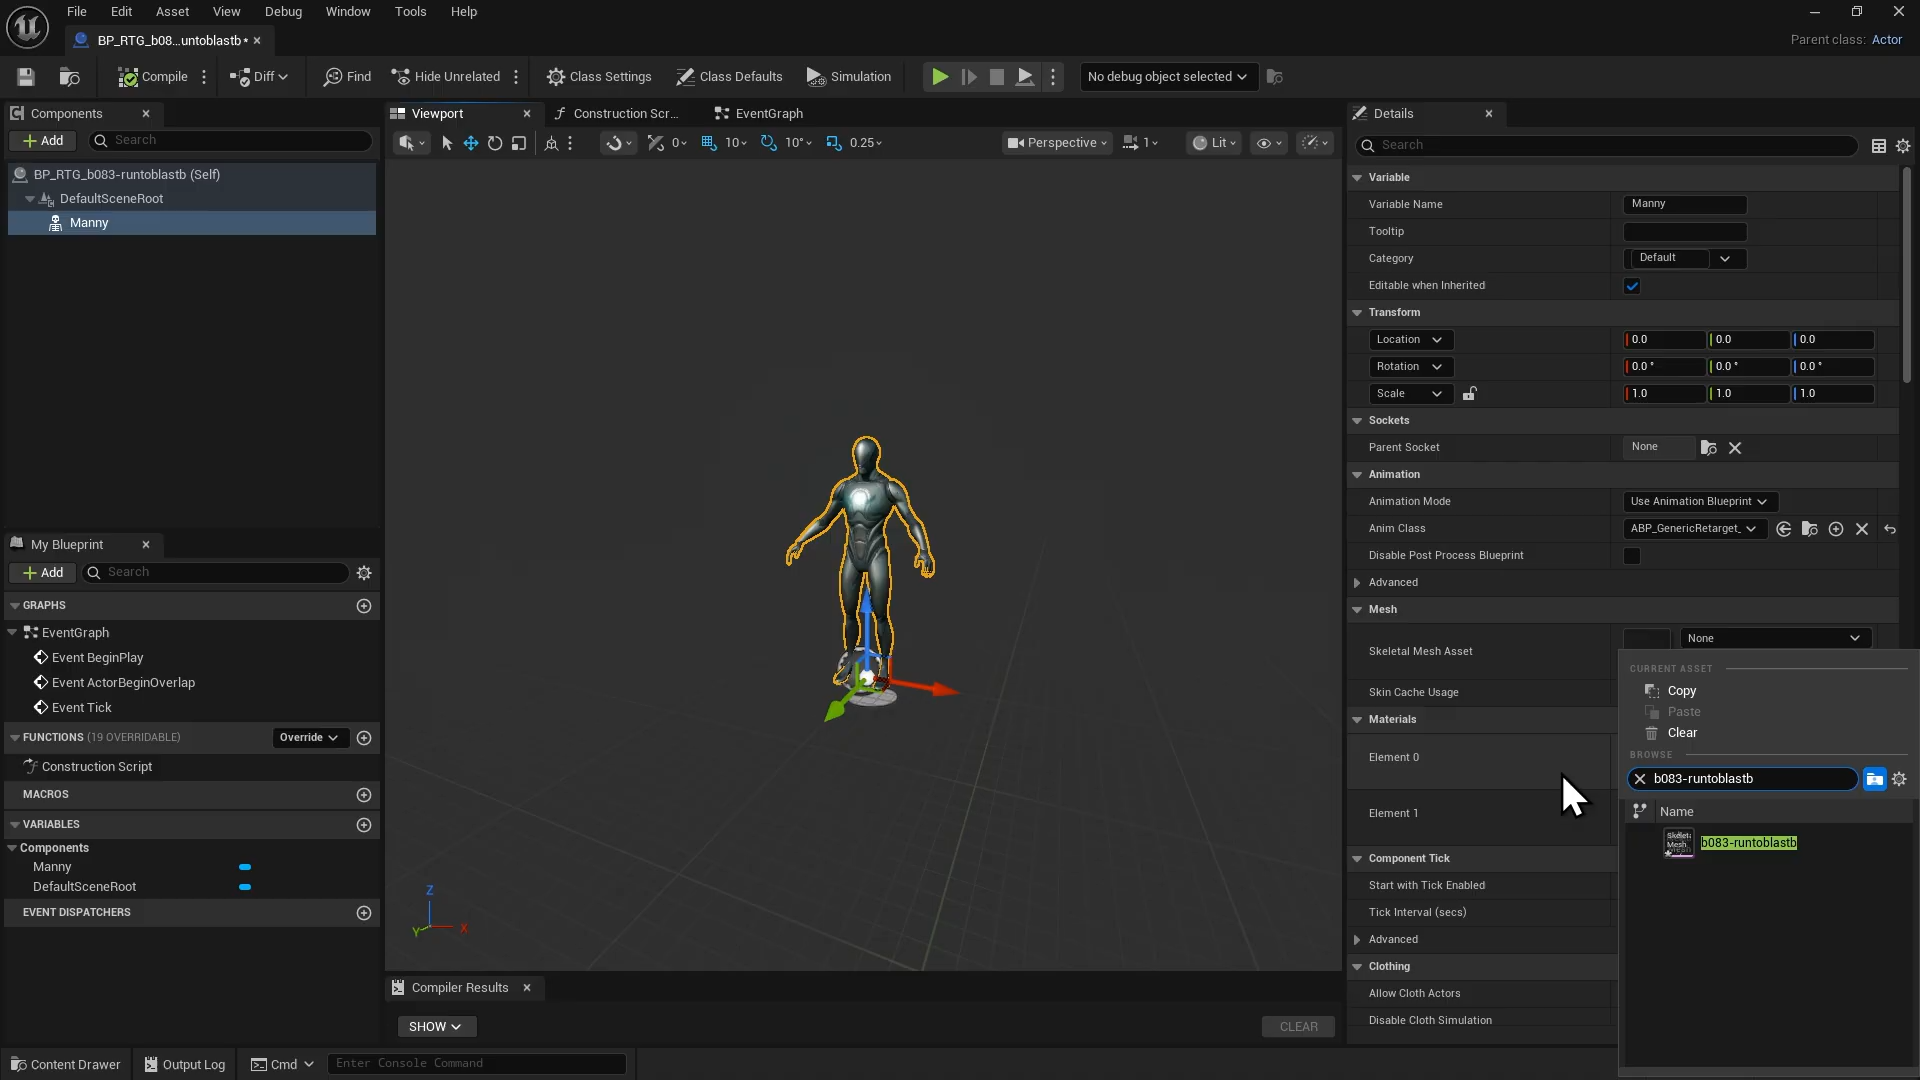 File Edit Asset View Debug Window Tools Help
BP_RTG_b08...untoblastb•
Parent class: Actor
Compile
Diff
Find
Hide Unrelated
Class Settings
Class Defaults
Simulation
No debug object selected
Components
Add
Search
BP_RTG_b083-runtoblastb (Self)
DefaultSceneRoot
Manny
My Blueprint
Add
Search
GRAPHS
EventGraph
Event BeginPlay
Event ActorBeginOverlap
Event Tick
FUNCTIONS (19 OVERRIDABLE)
Override
Construction Script
MACROS
VARIABLES
Components
Manny
DefaultSceneRoot
EVENT DISPATCHERS
Viewport
Construction Scr...
EventGraph
0
10
10°
0.25
Perspective
1
Lit
Z
X
Y
Compiler Results
SHOW
CLEAR
Details
Search
Variable
Variable Name
Manny
Tooltip
Category
Default
Editable when Inherited
Transform
Location
0.0 0.0 0.0
Rotation
0.0 ° 0.0 ° 0.0 °
Scale
1.0 1.0 1.0
Sockets
Parent Socket
None
Animation
Animation Mode
Use Animation Blueprint
Anim Class
ABP_GenericRetarget_
Disable Post Process Blueprint
Advanced
Mesh
Skeletal Mesh Asset
None
Skin Cache Usage
Materials
Element 0
Element 1
Component Tick
Start with Tick Enabled
Tick Interval (secs)
Advanced
Clothing
Allow Cloth Actors
Disable Cloth Simulation
CURRENT ASSET
Copy
Paste
Clear
BROWSE
b083-runtoblastb
Name
b083-runtoblastb
Content Drawer
Output Log
Cmd
Enter Console Command